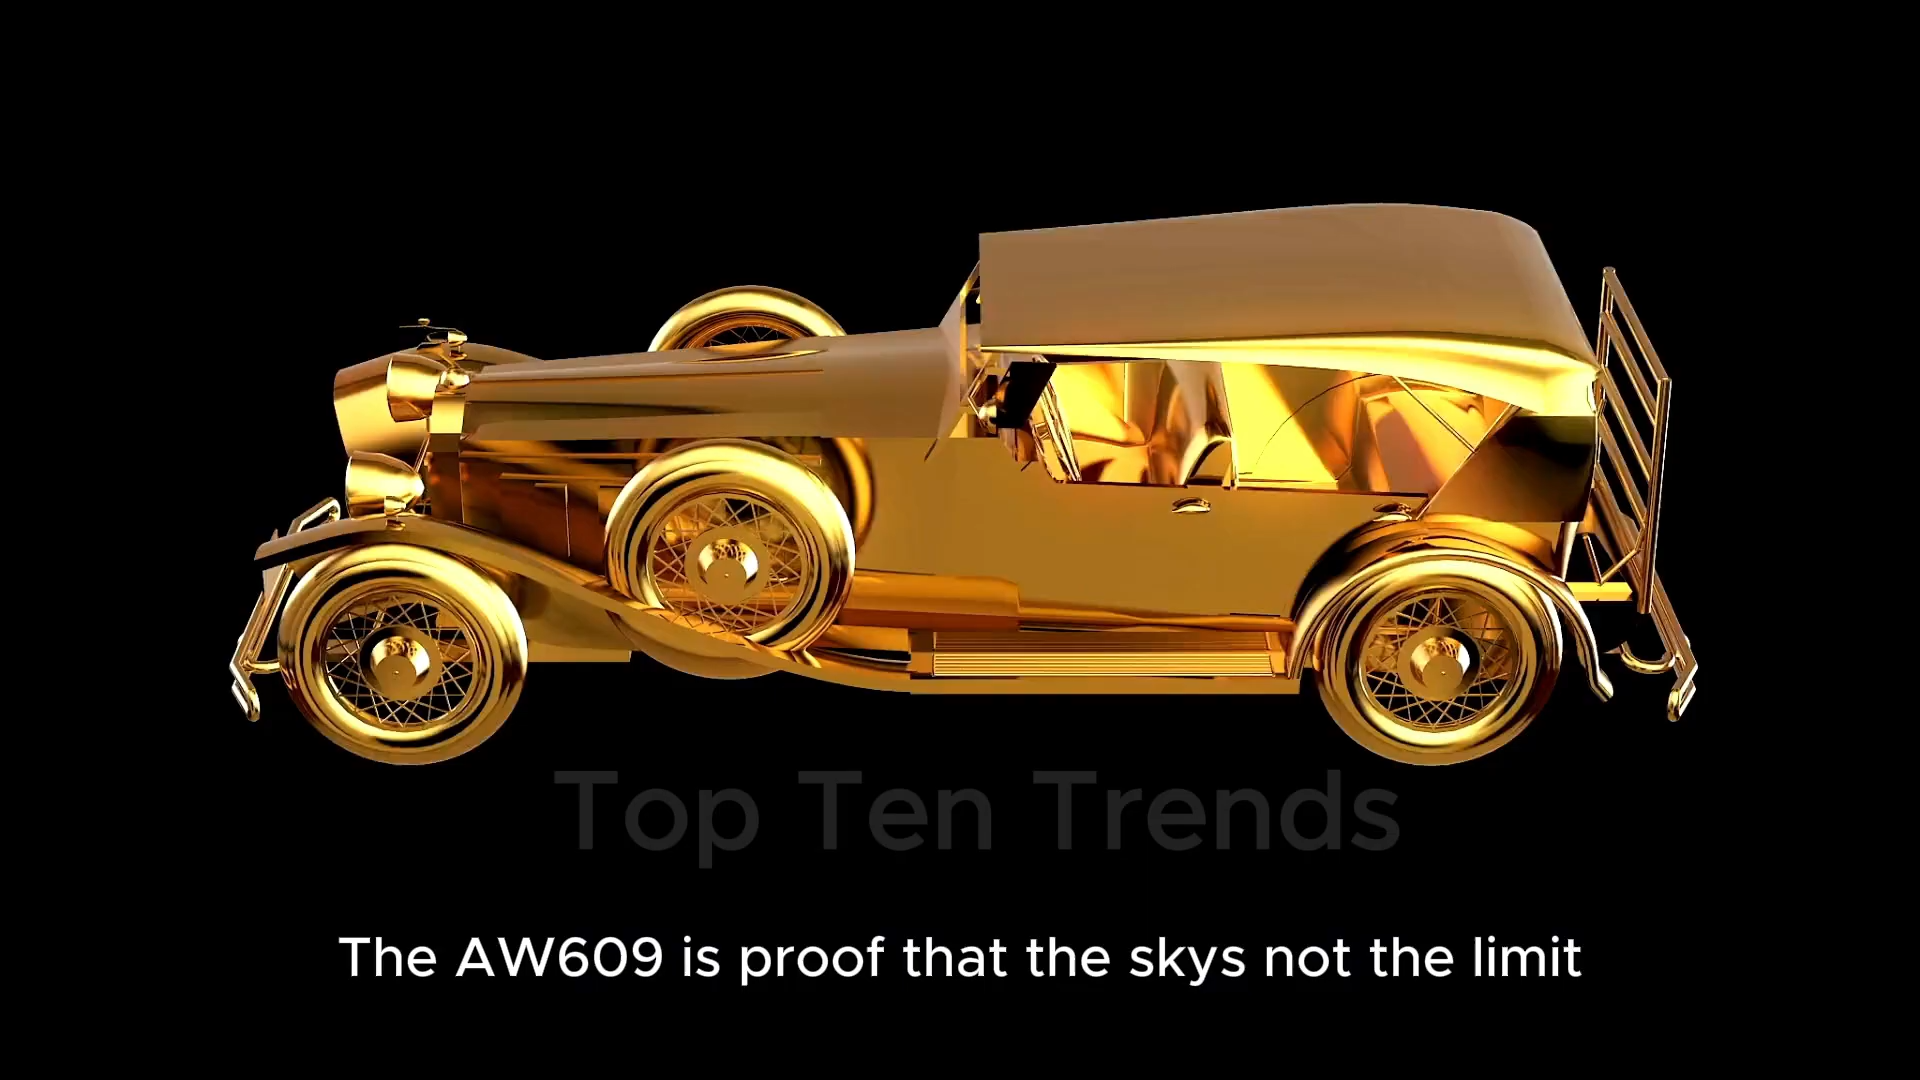 Top Ten Trends
The AW609 is proof that the skys not the limit